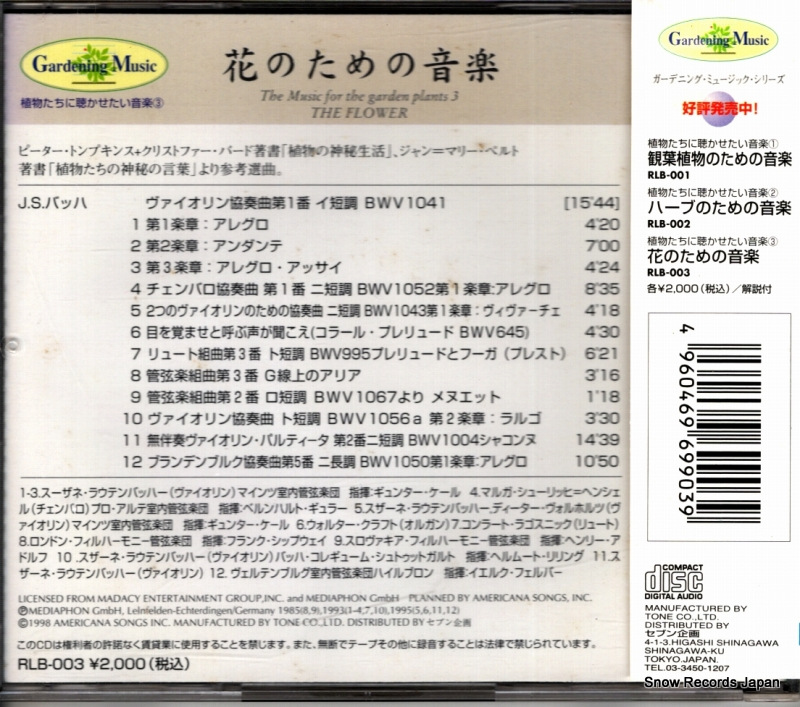 Gardening Music
植物たちに聴かせたい音楽③
花のための音楽
The Music for the garden plants 3
THE FLOWER
ピーター・トンプキンス+クリストファー・バード著書「植物の神秘生活」、ジャン=マリー・ペルト
著書「植物たちの神秘の言葉」より参考選曲。
J.S.バッハ ヴァイオリン協奏曲第1番 イ短調 BWV1041 [15"44]
1 第1楽章:アレグロ 4"20
2 第2楽章:アンダンテ 7"00
3 第3楽章:アレグロ・アッサイ 4"24
4 チェンバロ協奏曲 第1番 ニ短調 BWV1052第1楽章:アレグロ 8"35
5 2つのヴァイオリンのための協奏曲 ニ短調 BWV1043第1楽章:ヴィヴァーチェ 4"18
6 目を覚ませと呼ぶ声が聞こえ(コラール・プレリュード BWV645) 4"30
7 リュート組曲第3番 ト短調 BWV995プレリュードとフーガ(プレスト) 6"21
8 管弦楽組曲第3番 G線上のアリア 3"16
9 管弦楽組曲第2番 ロ短調 BWV1067より メヌエット 1"18
10 ヴァイオリン協奏曲 ト短調 BWV1056a 第2楽章:ラルゴ 3"30
11 無伴奏ヴァイオリン・パルティータ 第2番ニ短調 BWV1004シャコンヌ 14"39
12 ブランデンブルク協奏曲第5番 ニ長調 BWV1050第1楽章:アレグロ 10"50
1-3.スーザネ・ラウテンバッハー(ヴァイオリン)マインツ室内管弦楽団 指揮:ギュンター・ケール 4.マルガ・シューリッヒ=ヘンシェ
ル(チェンバロ)プロ・アルテ室内管弦楽団 指揮:ベルンハルト・ギュラー 5.スザーネ・ラウテンバッハー.ディーター・ヴォルホルツ(ヴ
ァイオリン)マインツ室内管弦楽団 指揮:ギュンター・ケール 6.ウォルター・クラフト(オルガン)7.コンラート・ラゴスニック(リュート)
8.ロンドン・フィルハーモニー管弦楽団 指揮:フランク・シップウェイ 9.スロヴァキア・フィルハーモニー管弦楽団 指揮:ヘンリー・ア
ドルフ 10.スザーネ・ラウテンバッハー(ヴァイオリン)バッハ・コレギューム・シュトゥットガルト 指揮:ヘルムート・リリング 11.ス
ザーネ・ラウテンバッハー(ヴァイオリン) 12.ヴェルテンブルグ室内管弦楽団ハイルブロン 指揮:イエルク・フェルバー
LICENSED FROM MADACY ENTERTAINMENT GROUP,INC. and MEDIAPHON GmbH PLANNED BY AMERICANA SONGS, INC.
ⓟMEDIAPHON GmbH, Leinfelden-Echterdingen/Germany 1985(8,9),1993(1-4,7,10),1995(5,6,11,12)
©1998 AMERICANA SONGS INC. MANUFACTURED BY TONE CO.,LTD. DISTRIBUTED BY セブン企画
このCDは権利者の許諾なく賃貸業に使用することを禁じます。また、無断でテープその他に録音することは法律で禁じられています。
RLB-003 ¥2,000(税込)
Gardening Music
ガーデニング・ミュージック・シリーズ
好評発売中!
植物たちに聴かせたい音楽①
観葉植物のための音楽
RLB-001
植物たちに聴かせたい音楽②
ハーブのための音楽
RLB-002
植物たちに聴かせたい音楽③
花のための音楽
RLB-003
各¥2,000(税込)/解説付
4 960469 699039
COMPACT
disc
DIGITAL AUDIO
MANUFACTURED BY
TONE CO.,LTD.
DISTRIBUTED BY
セブン企画
4-1-3.HIGASHI SHINAGAWA
SHINAGAWA-KU
TOKYO.JAPAN.
TEL.03-3450-1207
Snow Records Japan